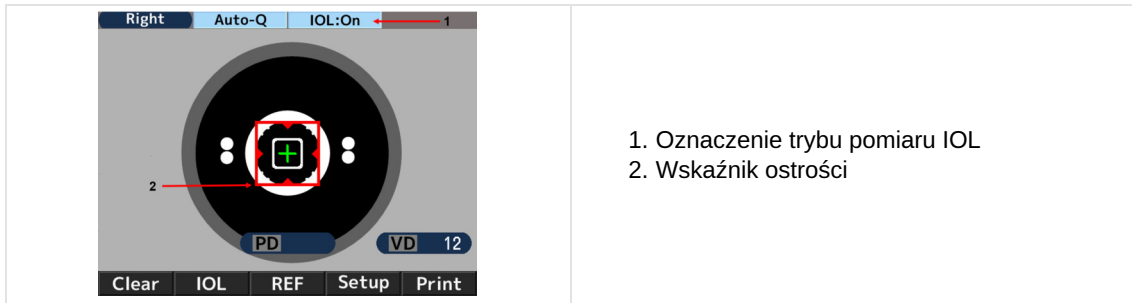 Right Auto-Q IOL:On 1
2
PD VD 12
Clear IOL REF Setup Print
1. Oznaczenie trybu pomiaru IOL
2. Wskaźnik ostrości